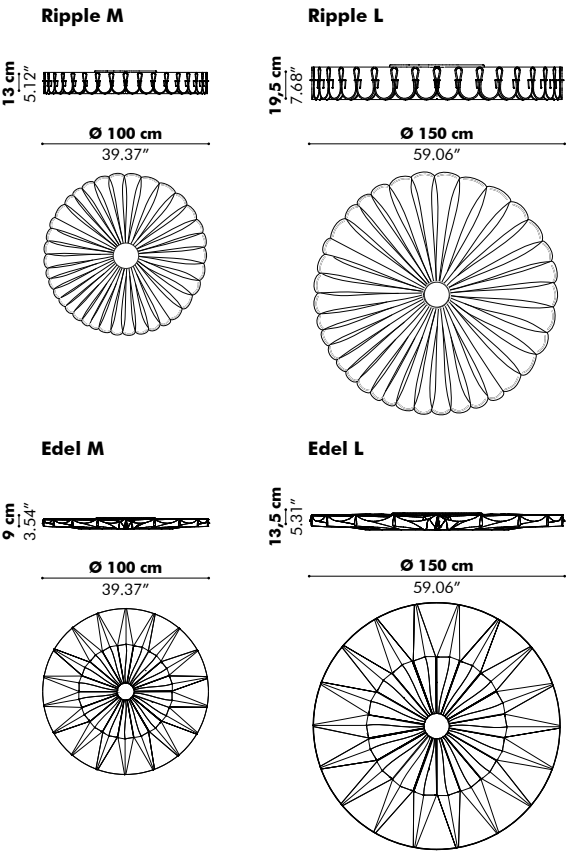 Ripple M
13 cm
5.12″
Ø 100 cm
39.37″
Ripple L
19,5 cm
7.68″
Ø 150 cm
59.06″
Edel M
9 cm
3.54″
Ø 100 cm
39.37″
Edel L
13,5 cm
5.31″
Ø 150 cm
59.06″